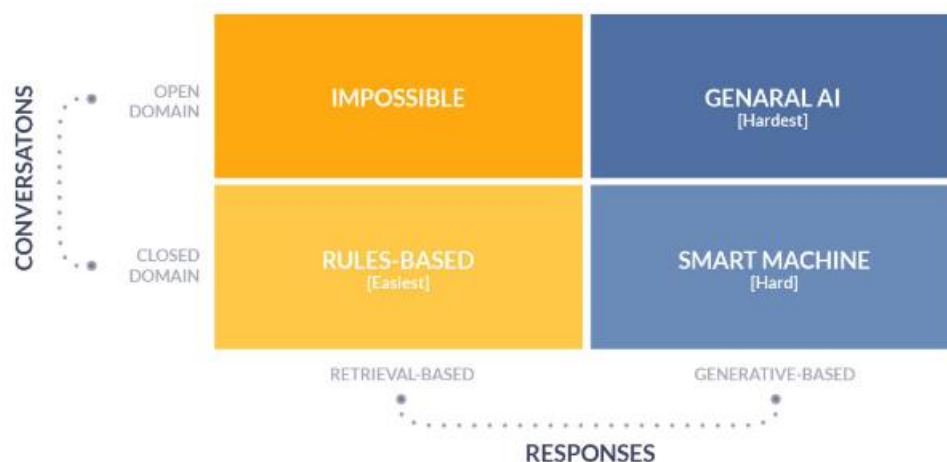 CONVERSATONS
OPEN
DOMAIN
IMPOSSIBLE
GENARAL AI
[Hardest]
CLOSED
DOMAIN
RULES-BASED
[Easiest]
SMART MACHINE
[Hard]
RETRIEVAL-BASED
GENERATIVE-BASED
RESPONSES